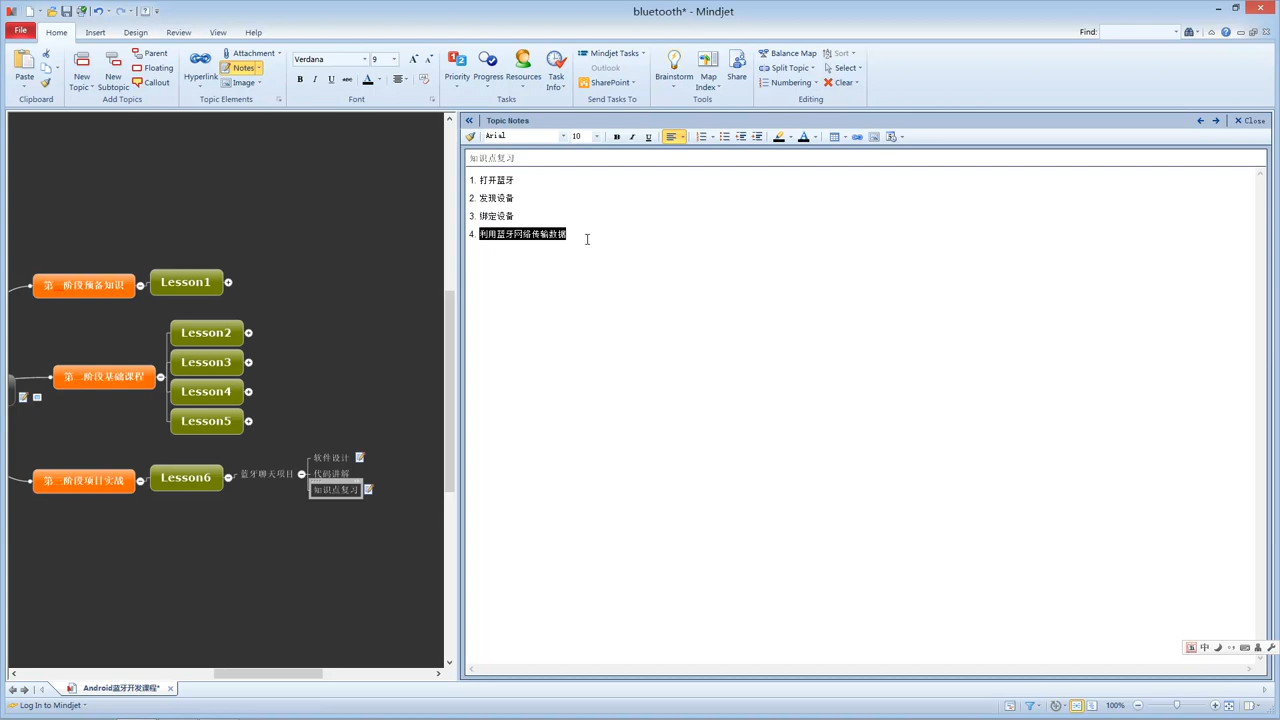 bluetooth* - Mindjet
File
Home
Insert
Design
Review
View
Help
Find:
Paste
Clipboard
New Topic
New Subtopic
Parent
Floating
Callout
Add Topics
Hyperlink
Attachment
Notes
Image
Topic Elements
Verdana
9
Font
Priority
Progress
Resources
Task Info
Tasks
Mindjet Tasks
Outlook
SharePoint
Send Tasks To
Brainstorm
Map Index
Share
Tools
Balance Map
Split Topic
Numbering
Sort
Select
Clear
Editing
第一阶段预备知识
Lesson1
第二阶段基础课程
Lesson2
Lesson3
Lesson4
Lesson5
第三阶段项目实战
Lesson6
蓝牙聊天项目
软件设计
代码讲解
知识点复习
Topic Notes
Close
Arial
10
知识点复习
1. 打开蓝牙
2. 发现设备
3. 绑定设备
4. 利用蓝牙网络传输数据
中
Android蓝牙开发课程*
Log In to Mindjet
100%